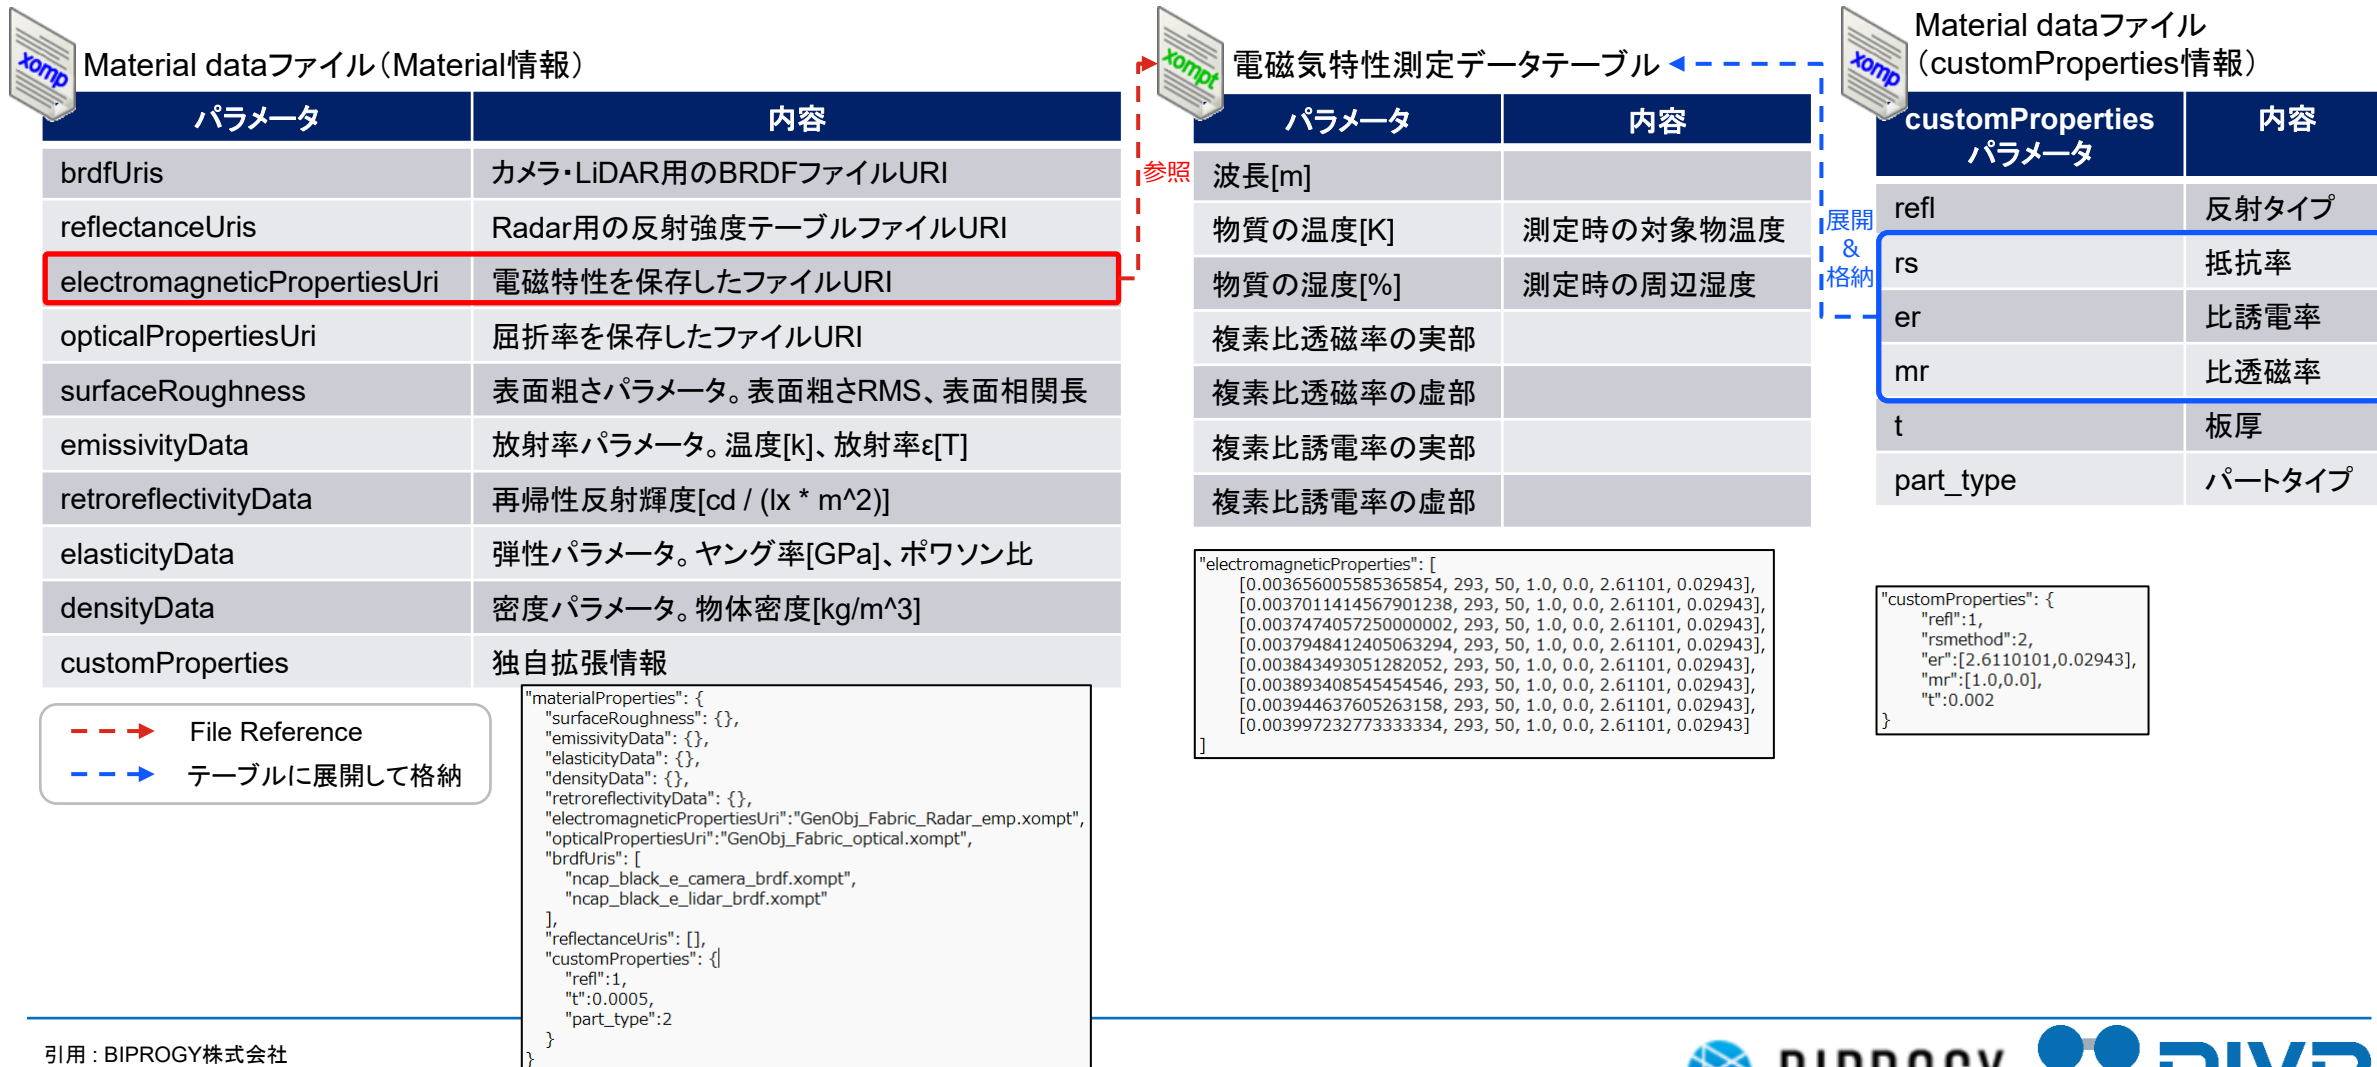 xomp
Material dataファイル（Material情報）
パラメータ 内容
brdfUris カメラ・LiDAR用のBRDFファイルURI
reflectanceUris Radar用の反射強度テーブルファイルURI
electromagneticPropertiesUri 電磁特性を保存したファイルURI
opticalPropertiesUri 屈折率を保存したファイルURI
surfaceRoughness 表面粗さパラメータ。表面粗さRMS、表面相関長
emissivityData 放射率パラメータ。温度[k]、放射率ε[T]
retroreflectivityData 再帰性反射輝度[cd / (lx * m^2)]
elasticityData 弾性パラメータ。ヤング率[GPa]、ポワソン比
densityData 密度パラメータ。物体密度[kg/m^3]
customProperties 独自拡張情報
File Reference
テーブルに展開して格納
"materialProperties": {
"surfaceRoughness": {},
"emissivityData": {},
"elasticityData": {},
"densityData": {},
"retroreflectivityData": {},
"electromagneticPropertiesUri":"GenObj_Fabric_Radar_emp.xompt",
"opticalPropertiesUri":"GenObj_Fabric_optical.xompt",
"brdfUris": [
"ncap_black_e_camera_brdf.xompt",
"ncap_black_e_lidar_brdf.xompt"
],
"reflectanceUris": [],
"customProperties": {
"refl":1,
"t":0.0005,
"part_type":2
}
}
参照
xompt
電磁気特性測定データテーブル
パラメータ 内容
波長[m]
物質の温度[K] 測定時の対象物温度
物質の湿度[%] 測定時の周辺湿度
複素比透磁率の実部
複素比透磁率の虚部
複素比誘電率の実部
複素比誘電率の虚部
"electromagneticProperties": [
[0.003656005585365854, 293, 50, 1.0, 0.0, 2.61101, 0.02943],
[0.00370114145679012​38, 293, 50, 1.0, 0.0, 2.61101, 0.02943],
[0.0037474057250000002, 293, 50, 1.0, 0.0, 2.61101, 0.02943],
[0.0037948412405063294, 293, 50, 1.0, 0.0, 2.61101, 0.02943],
[0.003843493051282052, 293, 50, 1.0, 0.0, 2.61101, 0.02943],
[0.003893408545454546, 293, 50, 1.0, 0.0, 2.61101, 0.02943],
[0.003944637605263158, 293, 50, 1.0, 0.0, 2.61101, 0.02943],
[0.003997232773333334, 293, 50, 1.0, 0.0, 2.61101, 0.02943]
]
展開
&
格納
xomp
Material dataファイル
（customProperties情報）
customProperties 内容
パラメータ
refl 反射タイプ
rs 抵抗率
er 比誘電率
mr 比透磁率
t 板厚
part_type パートタイプ
"customProperties": {
"refl":1,
"rsmethod":2,
"er":[2.6110101,0.02943],
"mr":[1.0,0.0],
"t":0.002
}
引用 : BIPROGY株式会社
BIPROGY
DIVP